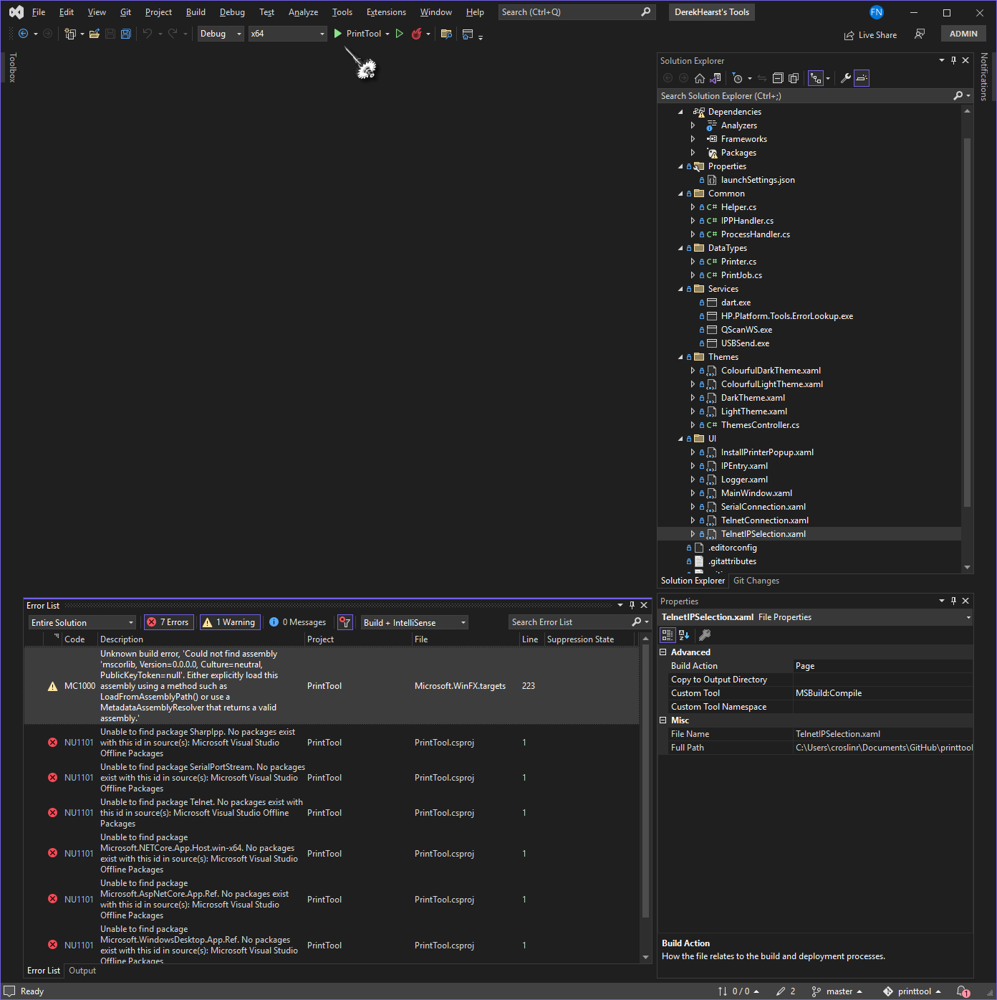 File Edit View Git Project Build Debug Test Analyze Tools Extensions Window Help Search (Ctrl+Q) DerekHearst's Tools FN
Debug x64 PrintTool Live Share ADMIN
Toolbox
Notifications
Solution Explorer
Search Solution Explorer (Ctrl+;)
Dependencies
Analyzers
Frameworks
Packages
Properties
launchSettings.json
Common
C# Helper.cs
C# IPPHandler.cs
C# ProcessHandler.cs
DataTypes
C# Printer.cs
C# PrintJob.cs
Services
dart.exe
HP.Platform.Tools.ErrorLookup.exe
QScanWS.exe
USBSend.exe
Themes
ColourfulDarkTheme.xaml
ColourfulLightTheme.xaml
DarkTheme.xaml
LightTheme.xaml
C# ThemesController.cs
UI
InstallPrinterPopup.xaml
IPEntry.xaml
Logger.xaml
MainWindow.xaml
SerialConnection.xaml
TelnetConnection.xaml
TelnetIPSelection.xaml
.editorconfig
.gitattributes
Solution Explorer Git Changes
Error List
Entire Solution 7 Errors 1 Warning 0 Messages Build + IntelliSense Search Error List
Code Description Project File Line Suppression State
Unknown build error, 'Could not find assembly
'mscorlib, Version=0.0.0.0, Culture=neutral,
PublicKeyToken=null'. Either explicitly load this
MC1000 assembly using a method such as PrintTool Microsoft.WinFX.targets 223
LoadFromAssemblyPath() or use a
MetadataAssemblyResolver that returns a valid
assembly.'
Unable to find package SharpIpp. No packages exist
NU1101 with this id in source(s): Microsoft Visual Studio PrintTool PrintTool.csproj 1
Offline Packages
Unable to find package SerialPortStream. No packages
NU1101 exist with this id in source(s): Microsoft Visual Studio PrintTool PrintTool.csproj 1
Offline Packages
Unable to find package Telnet. No packages exist with
NU1101 this id in source(s): Microsoft Visual Studio Offline PrintTool PrintTool.csproj 1
Packages
Unable to find package
Microsoft.NETCore.App.Host.win-x64. No packages
NU1101 exist with this id in source(s): Microsoft Visual Studio PrintTool PrintTool.csproj 1
Offline Packages
Unable to find package
Microsoft.AspNetCore.App.Ref. No packages exist
NU1101 with this id in source(s): Microsoft Visual Studio PrintTool PrintTool.csproj 1
Offline Packages
Unable to find package
Microsoft.WindowsDesktop.App.Ref. No packages
NU1101 exist with this id in source(s): Microsoft Visual Studio PrintTool PrintTool.csproj 1
Offline Packages
Error List Output
Properties
TelnetIPSelection.xaml File Properties
Advanced
Build Action Page
Copy to Output Directory
Custom Tool MSBuild:Compile
Custom Tool Namespace
Misc
File Name TelnetIPSelection.xaml
Full Path C:\Users\croslinr\Documents\GitHub\printtool
Build Action
How the file relates to the build and deployment processes.
Ready 0 / 0 2 master printtool 1